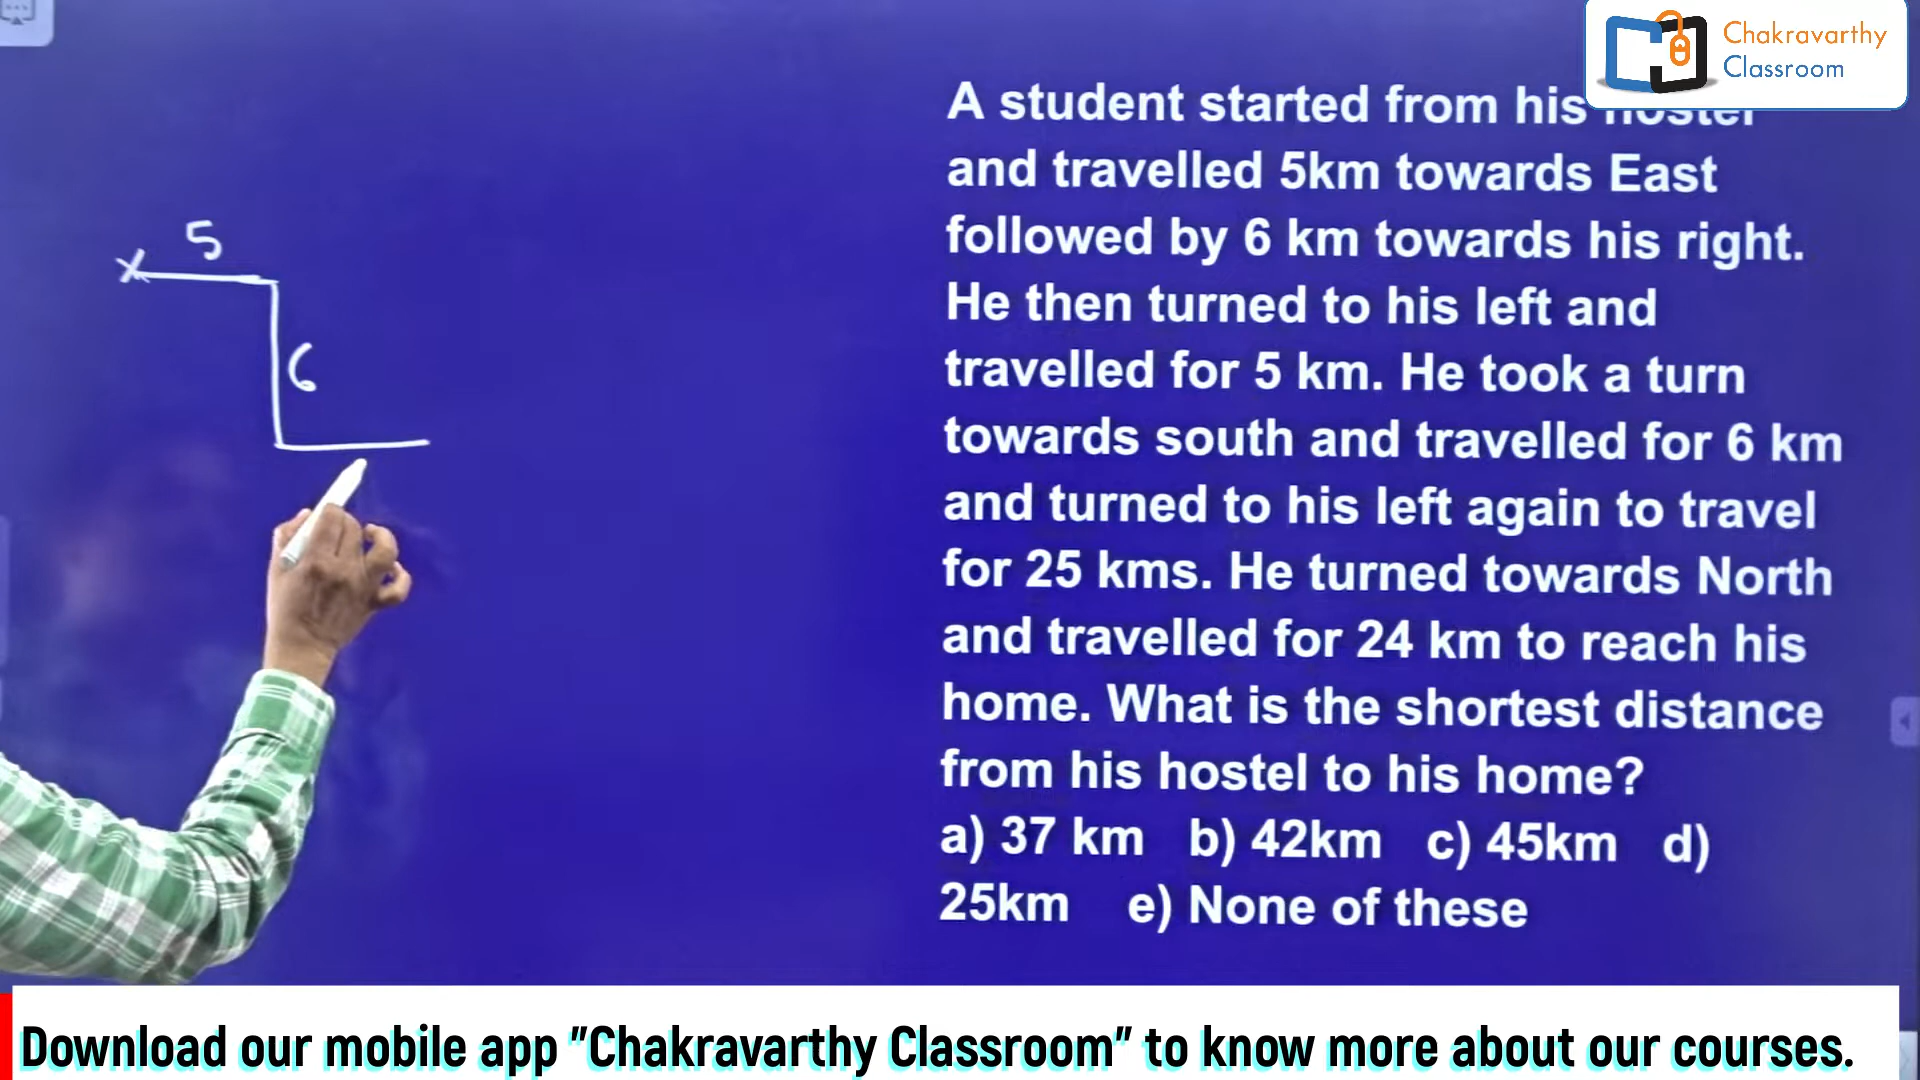 Chakravarthy
Classroom
A student started from his hostel
and travelled 5km towards East
followed by 6 km towards his right.
He then turned to his left and
travelled for 5 km. He took a turn
towards south and travelled for 6 km
and turned to his left again to travel
for 25 kms. He turned towards North
and travelled for 24 km to reach his
home. What is the shortest distance
from his hostel to his home?
a) 37 km b) 42km c) 45km d)
25km e) None of these
5
6
Download our mobile app "Chakravarthy Classroom" to know more about our courses.